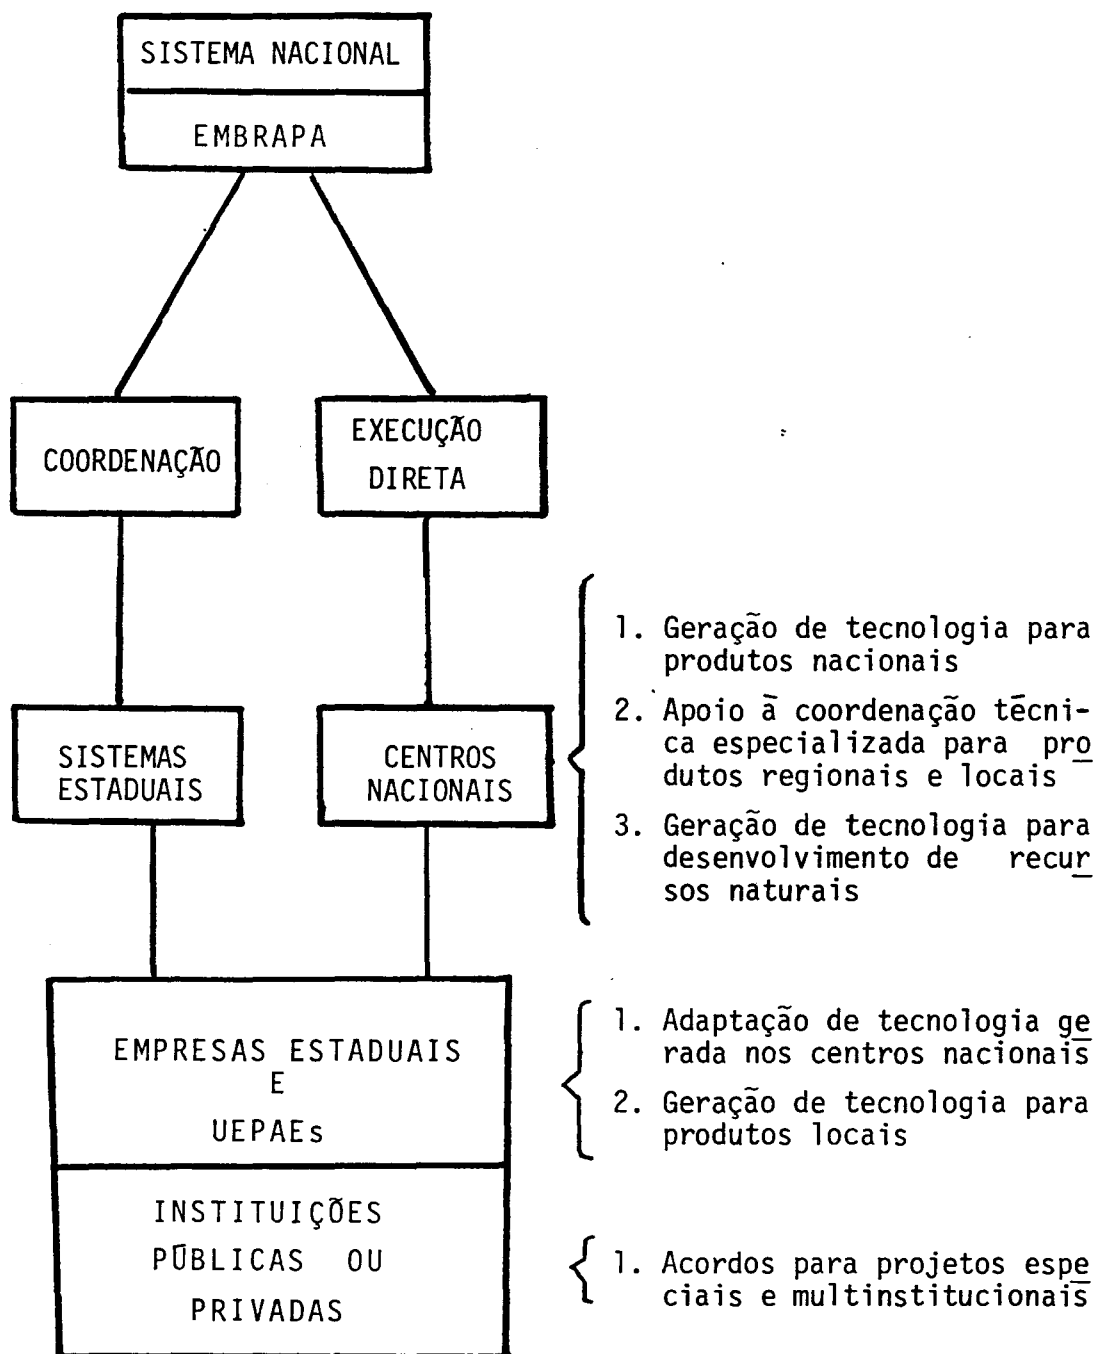 SISTEMA NACIONAL
EMBRAPA
COORDENAÇÃO
EXECUÇÃO
DIRETA
SISTEMAS
ESTADUAIS
CENTROS
NACIONAIS
1. Geração de tecnologia para
produtos nacionais
2. Apoio à coordenação técni-
ca especializada para pro
dutos regionais e locais
3. Geração de tecnologia para
desenvolvimento de recur
sos naturais
EMPRESAS ESTADUAIS
E
UEPAEs
1. Adaptação de tecnologia ge
rada nos centros nacionais
2. Geração de tecnologia para
produtos locais
INSTITUIÇÕES
PÚBLICAS OU
PRIVADAS
1. Acordos para projetos espe
ciais e multinstitucionais